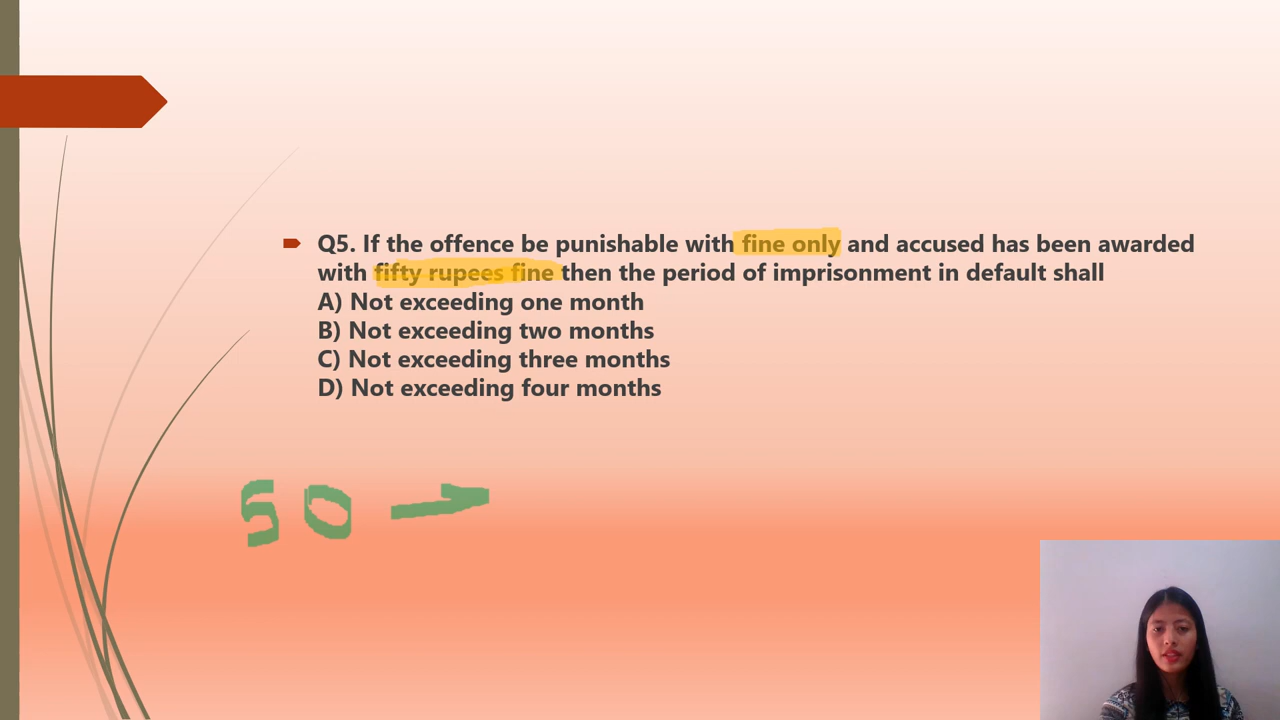 Q5. If the offence be punishable with fine only and accused has been awarded
with fifty rupees fine then the period of imprisonment in default shall
A) Not exceeding one month
B) Not exceeding two months
C) Not exceeding three months
D) Not exceeding four months
50 →